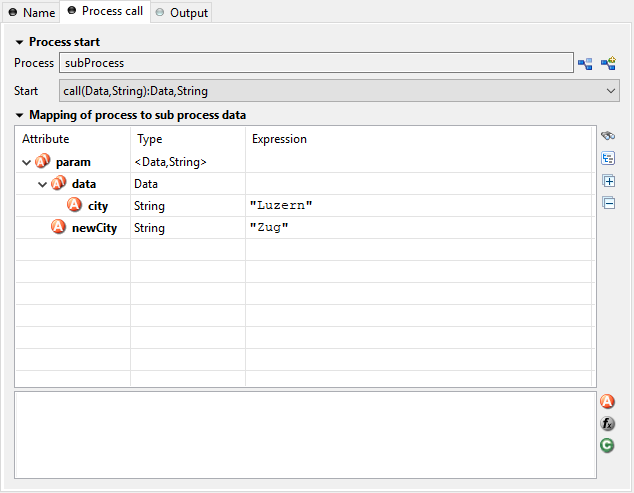 Name Process call Output
Process start
Process subProcess
Start call(Data,String):Data,String
Mapping of process to sub process data
Attribute Type Expression
param <Data,String>
data Data
city String "Luzern"
newCity String "Zug"